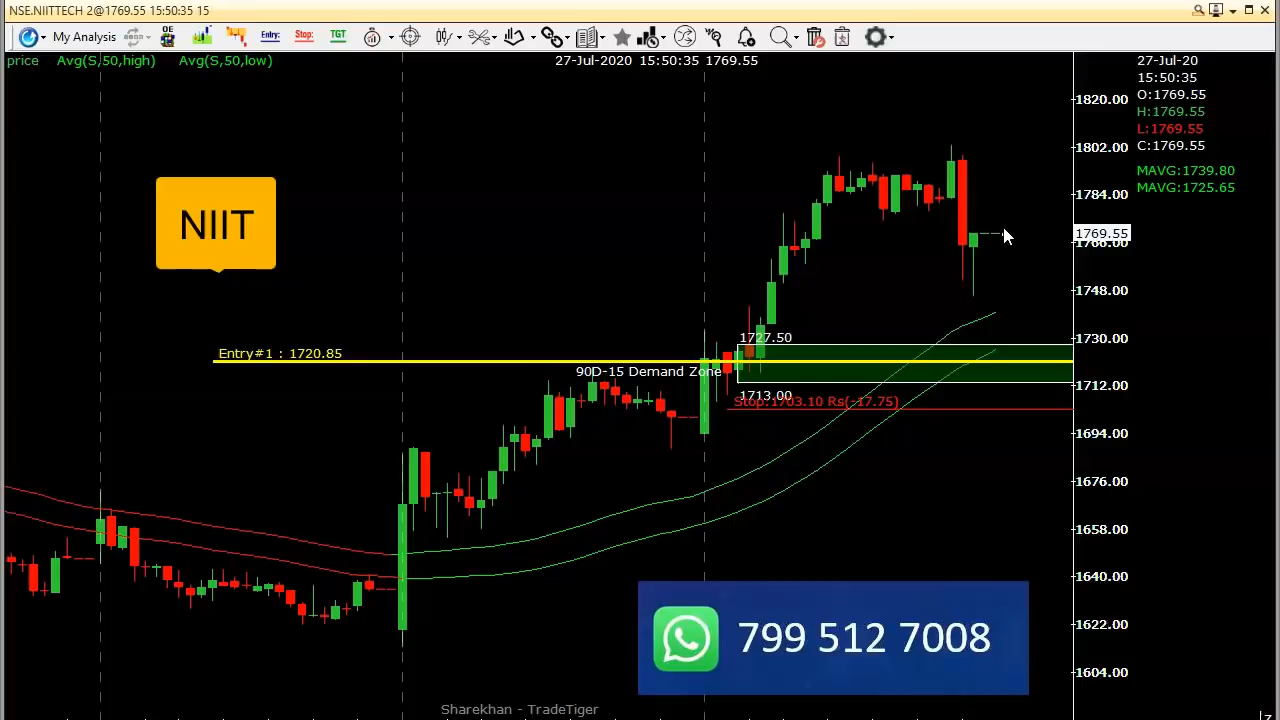 NSE.NIITTECH 2@1769.55 15:50:35 15
My Analysis
OE
Entry:
Stop:
TGT
price Avg(S,50,high) Avg(S,50,low)
27-Jul-2020 15:50:35 1769.55
27-Jul-20
15:50:35
O:1769.55
H:1769.55
L:1769.55
C:1769.55
MAVG:1739.80
MAVG:1725.65
1820.00
1802.00
1784.00
1769.55
1766.00
1748.00
1730.00
1712.00
1694.00
1676.00
1658.00
1640.00
1622.00
1604.00
NIIT
1727.50
Entry#1 : 1720.85
90D-15 Demand Zone
1713.00
Stop:1703.10 Rs(-17.75)
799 512 7008
Sharekhan - TradeTiger